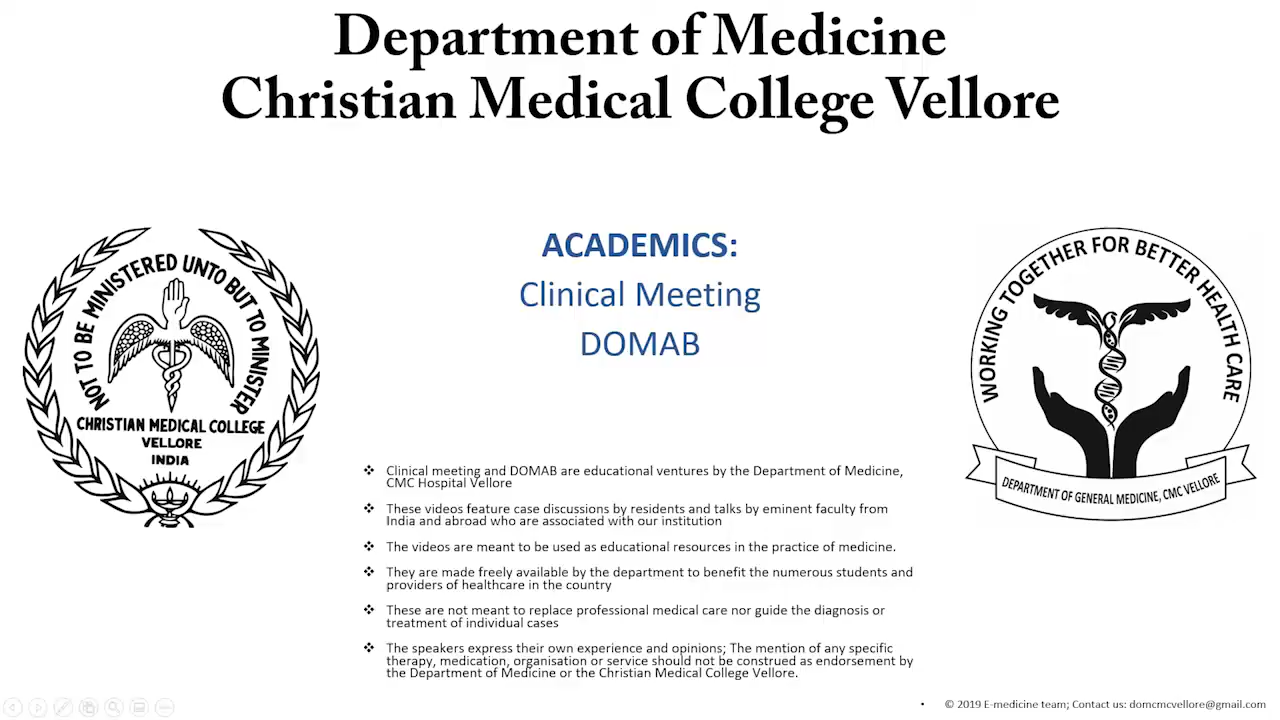 Department of Medicine
Christian Medical College Vellore
NOT TO BE MINISTERED UNTO BUT TO MINISTER
CHRISTIAN MEDICAL COLLEGE
VELLORE
INDIA
ACADEMICS:
Clinical Meeting
DOMAB
WORKING TOGETHER FOR BETTER HEALTH CARE
DEPARTMENT OF GENERAL MEDICINE, CMC VELLORE
❖ Clinical meeting and DOMAB are educational ventures by the Department of Medicine,
CMC Hospital Vellore
❖ These videos feature case discussions by residents and talks by eminent faculty from
India and abroad who are associated with our institution
❖ The videos are meant to be used as educational resources in the practice of medicine.
❖ They are made freely available by the department to benefit the numerous students and
providers of healthcare in the country
❖ These are not meant to replace professional medical care nor guide the diagnosis or
treatment of individual cases
❖ The speakers express their own experience and opinions; The mention of any specific
therapy, medication, organisation or service should not be construed as endorsement by
the Department of Medicine or the Christian Medical College Vellore.
• © 2019 E-medicine team; Contact us: domcmcvellore@gmail.com